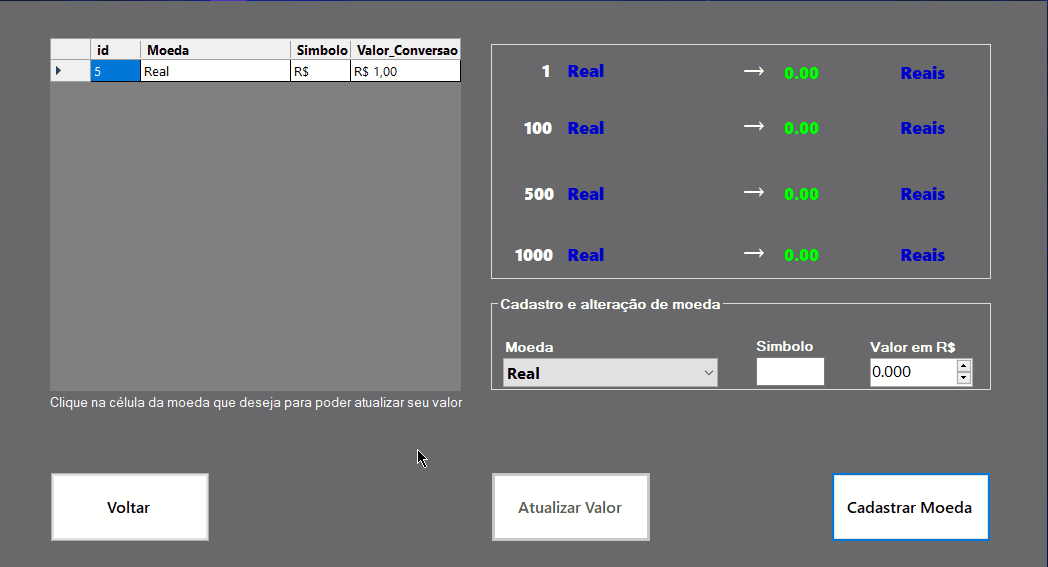 id Moeda Simbolo Valor_Conversao
5 Real R$ R$ 1,00
Clique na célula da moeda que deseja para poder atualizar seu valor
1 Real → 0.00 Reais
100 Real → 0.00 Reais
500 Real → 0.00 Reais
1000 Real → 0.00 Reais
Cadastro e alteração de moeda
Moeda Simbolo Valor em R$
Real 0.000
Voltar Atualizar Valor Cadastrar Moeda